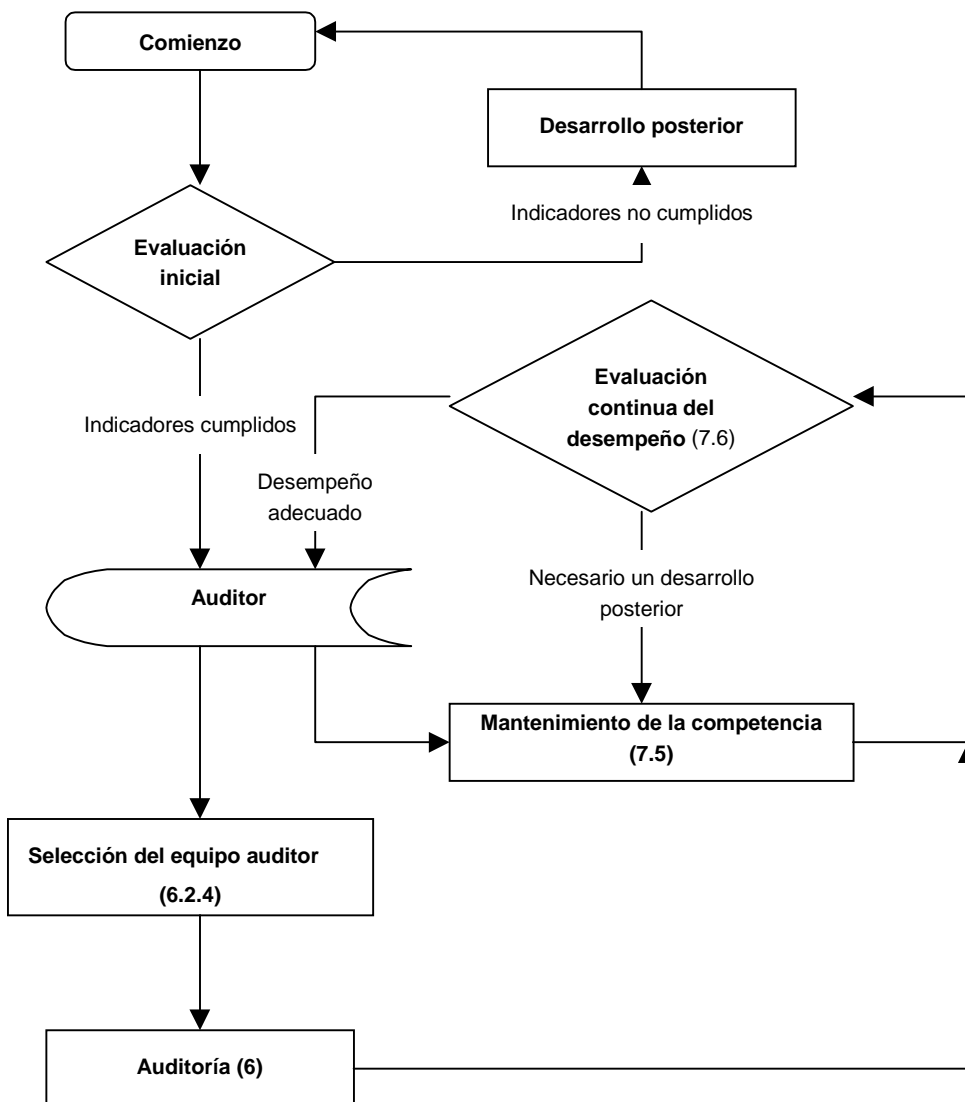 Comienzo
Desarrollo posterior
Indicadores no cumplidos
Evaluación
inicial
Evaluación
continua del
desempeño (7.6)
Indicadores cumplidos
Desempeño
adecuado
Necesario un desarrollo
posterior
Auditor
Mantenimiento de la competencia
(7.5)
Selección del equipo auditor
(6.2.4)
Auditoría (6)